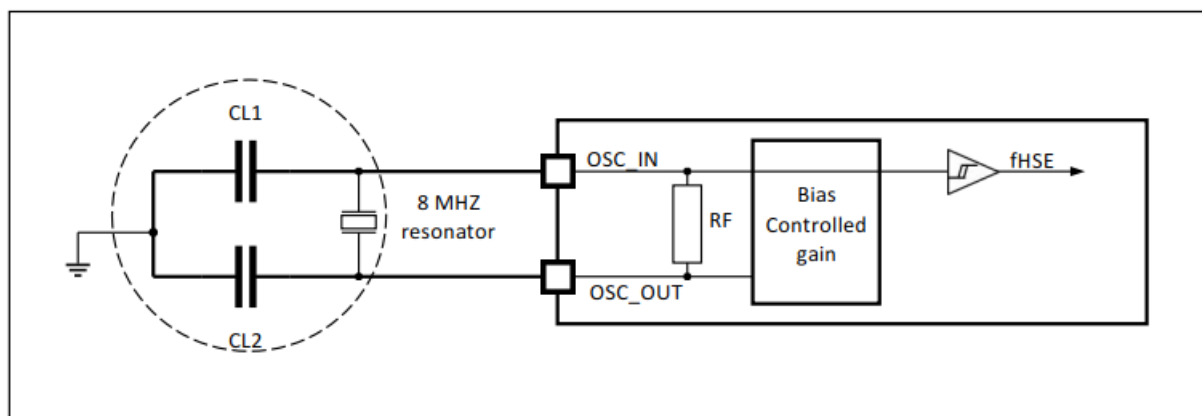 CL1
OSC_IN
8 MHZ
resonator
RF
Bias
Controlled
gain
fHSE
OSC_OUT
CL2